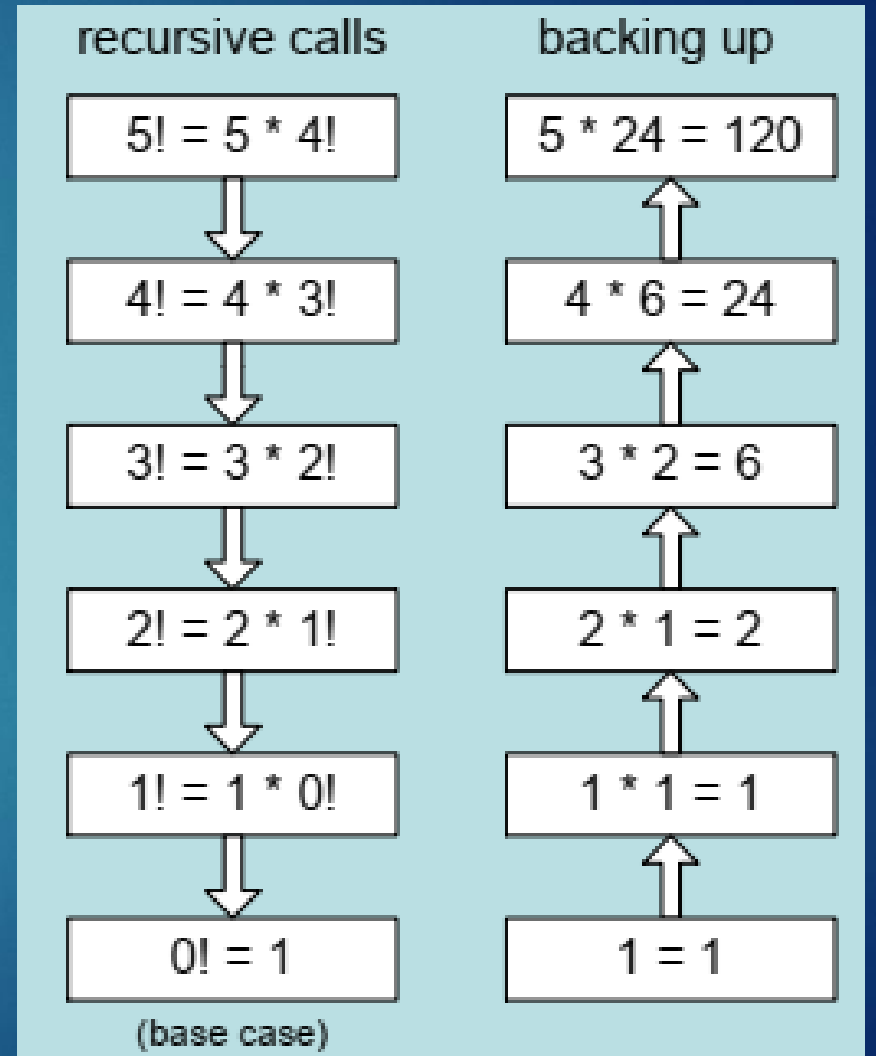 recursive calls
5! = 5 * 4!
4! = 4 * 3!
3! = 3 * 2!
2! = 2 * 1!
1! = 1 * 0!
0! = 1
(base case)
backing up
5 * 24 = 120
4 * 6 = 24
3 * 2 = 6
2 * 1 = 2
1 * 1 = 1
1 = 1